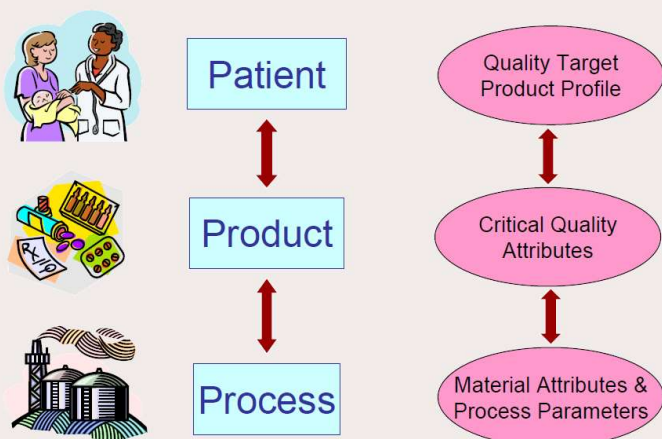 Patient
Quality Target
Product Profile
Product
Critical Quality
Attributes
Process
Material Attributes &
Process Parameters